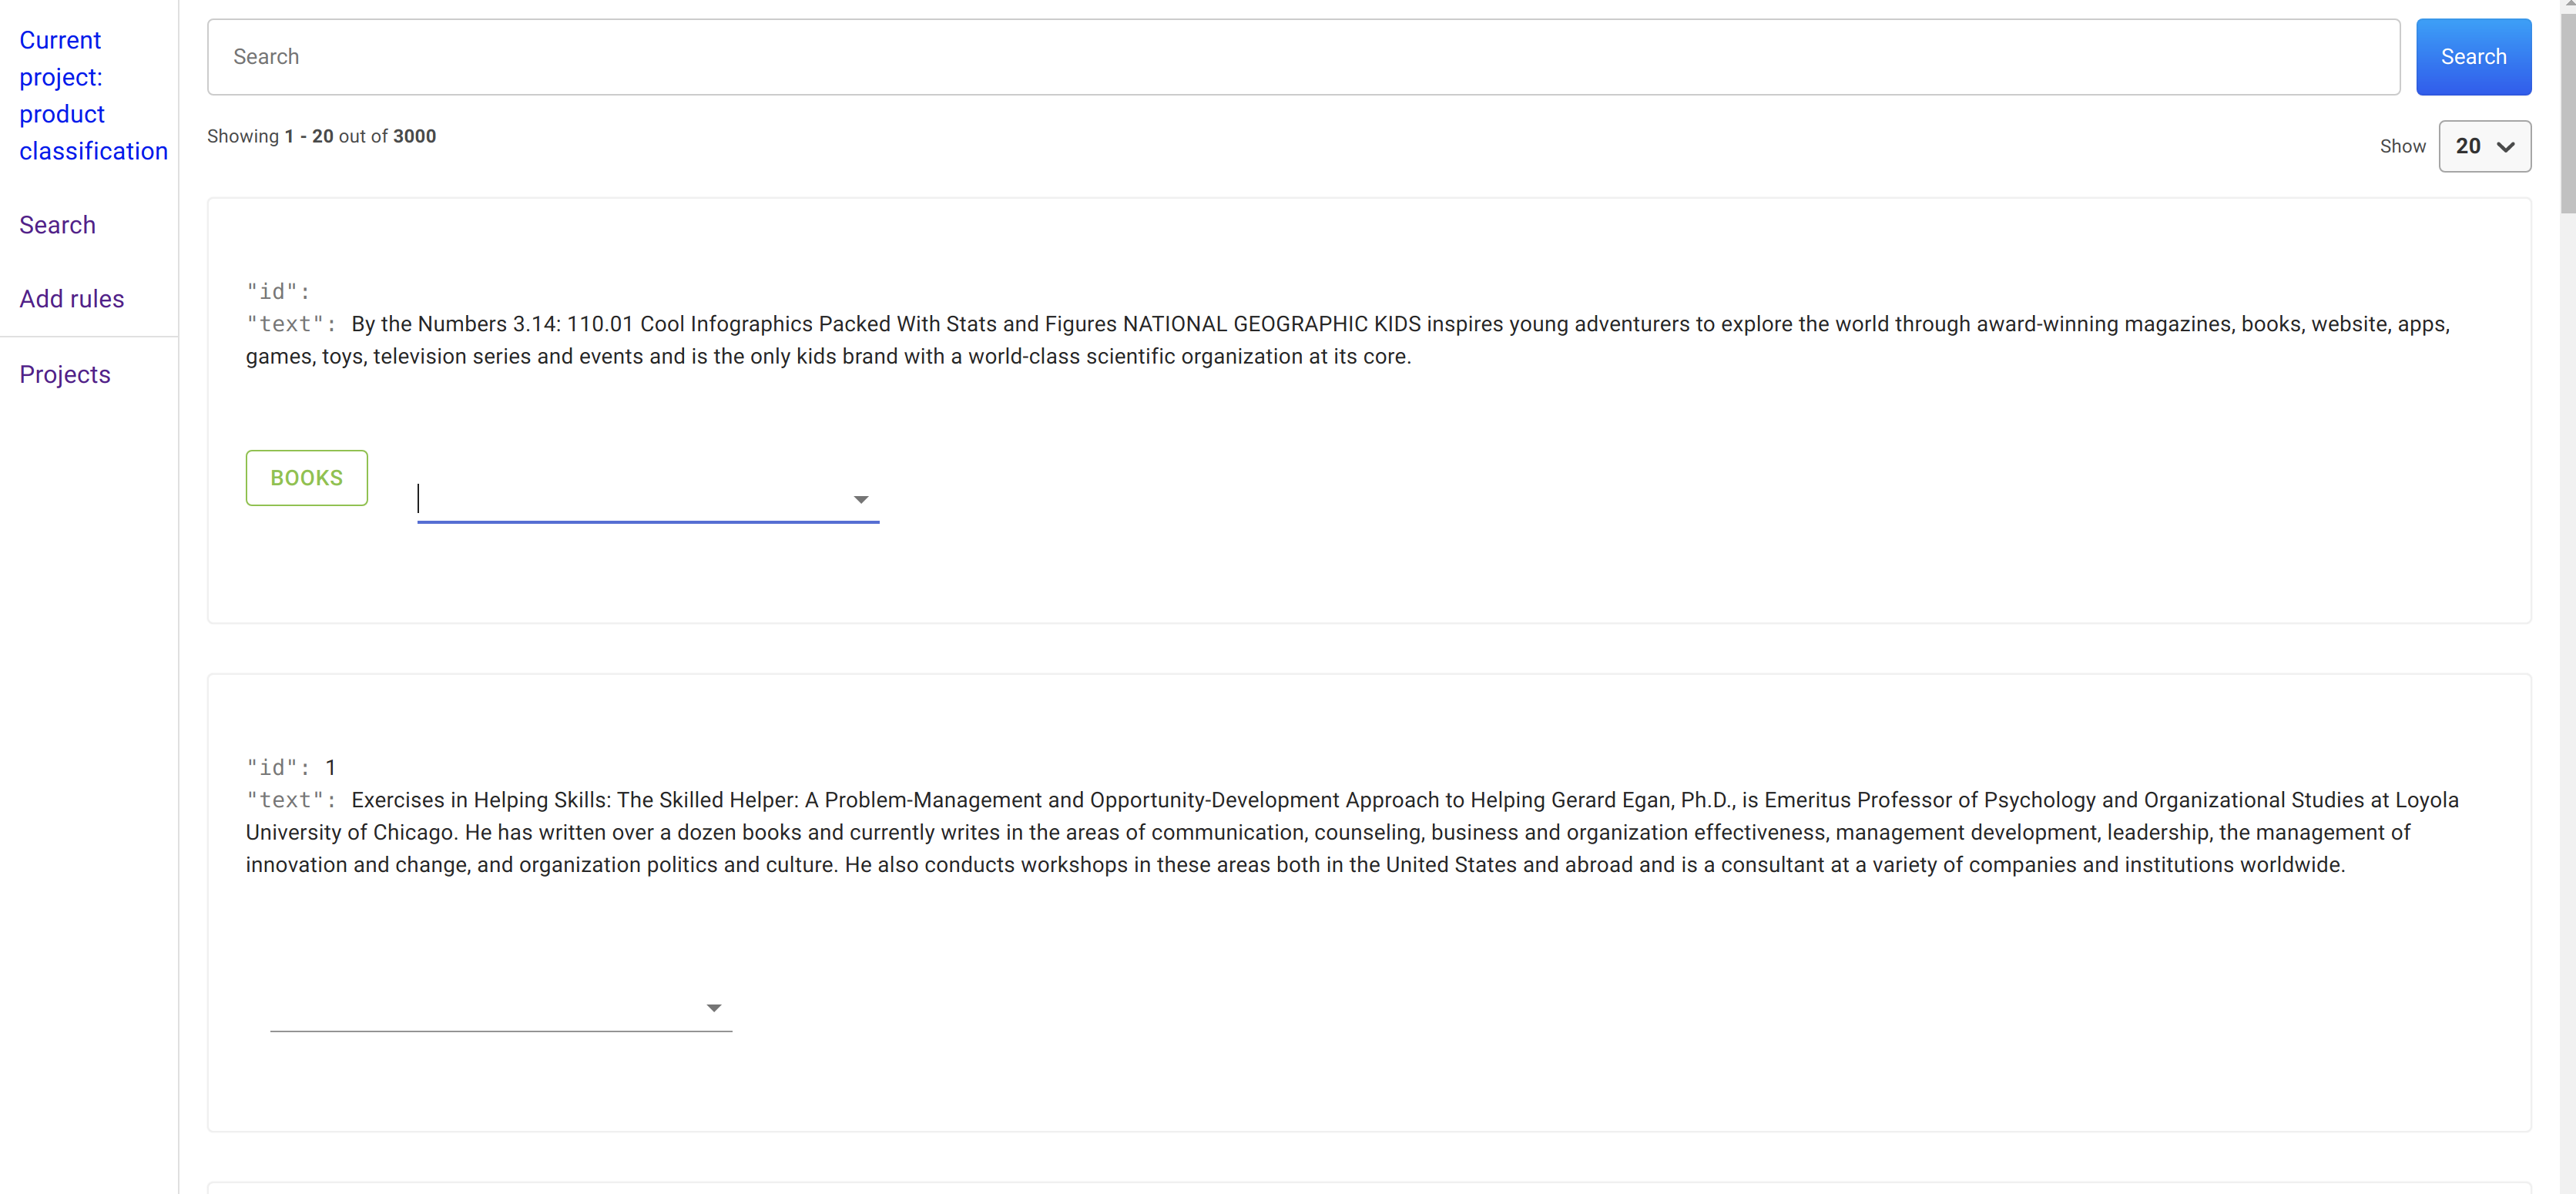 Current
project:
product
classification
Search
Add rules
Projects
Search
Search
Showing 1 - 20 out of 3000
Show 20
"id":
"text": By the Numbers 3.14: 110.01 Cool Infographics Packed With Stats and Figures NATIONAL GEOGRAPHIC KIDS inspires young adventurers to explore the world through award-winning magazines, books, website, apps,
games, toys, television series and events and is the only kids brand with a world-class scientific organization at its core.
BOOKS
"id": 1
"text": Exercises in Helping Skills: The Skilled Helper: A Problem-Management and Opportunity-Development Approach to Helping Gerard Egan, Ph.D., is Emeritus Professor of Psychology and Organizational Studies at Loyola
University of Chicago. He has written over a dozen books and currently writes in the areas of communication, counseling, business and organization effectiveness, management development, leadership, the management of
innovation and change, and organization politics and culture. He also conducts workshops in these areas both in the United States and abroad and is a consultant at a variety of companies and institutions worldwide.